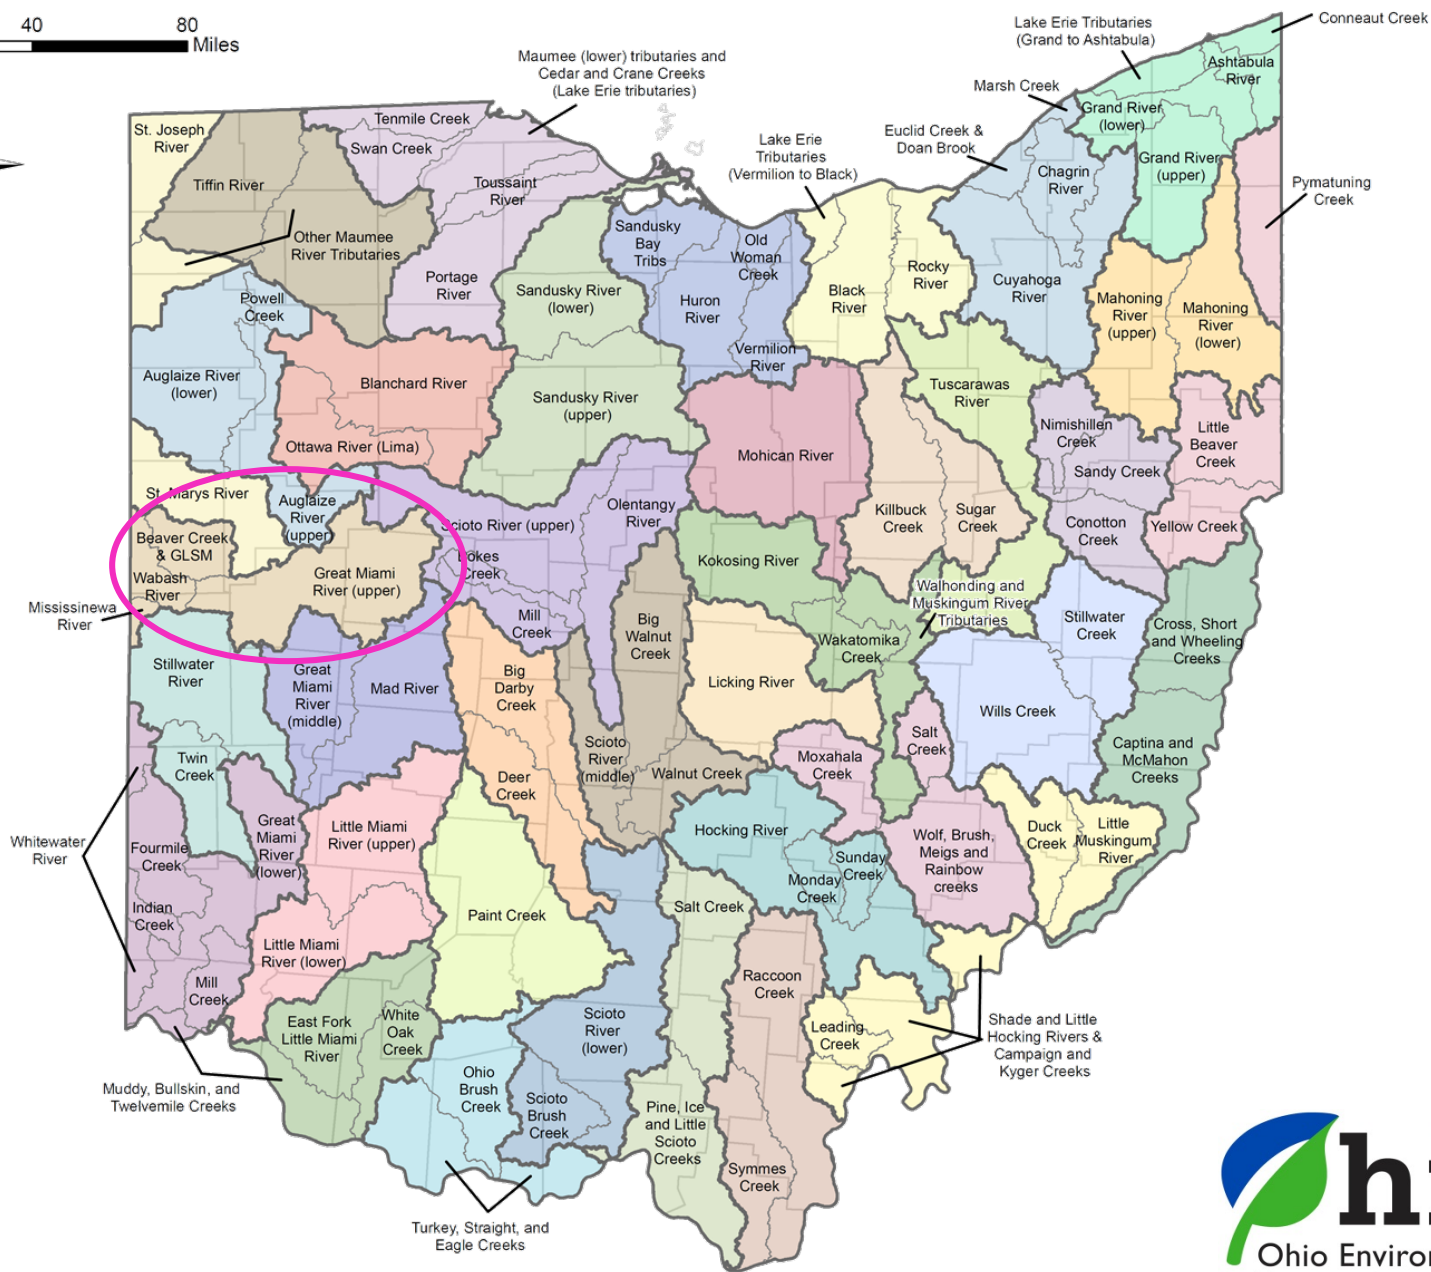 40
80
Miles
Conneaut Creek
Lake Erie Tributaries
(Grand to Ashtabula)
Maumee (lower) tributaries and
Cedar and Crane Creeks
(Lake Erie tributaries)
Ashtabula
River
Marsh Creek
Grand River
(lower)
Tenmile Creek
St. Joseph
River
Swan Creek
Euclid Creek &
Doan Brook
Lake Erie
Tributaries
(Vermilion to Black)
Grand River
(upper)
Chagrin
River
Tiffin River
Toussaint
River
Pymatuning
Creek
Other Maumee
River Tributaries
Sandusky
Bay
Tribs
Old
Woman
Creek
Portage
River
Sandusky River
(lower)
Rocky
River
Cuyahoga
River
Black
River
Powell
Creek
Huron
River
Mahoning
River
(upper)
Mahoning
River
(lower)
Vermilion
River
Auglaize River
(lower)
Blanchard River
Sandusky River
(upper)
Tuscarawas
River
Nimishillen
Creek
Little
Beaver
Creek
Ottawa River (Lima)
Mohican River
Sandy Creek
St. Marys River
Auglaize
River
(upper)
Scioto River (upper)
Olentangy
River
Killbuck
Creek
Sugar
Creek
Conotton
Creek
Yellow Creek
Beaver Creek
& GLSM
Bokes
Creek
Kokosing River
Wabash
River
Great Miami
River (upper)
Walhonding and
Muskingum River
Tributaries
Mississinewa
River
Mill
Creek
Big
Walnut
Creek
Wakatomika
Creek
Stillwater
Creek
Cross, Short
and Wheeling
Creeks
Stillwater
River
Great
Miami
River
(middle)
Mad River
Big
Darby
Creek
Licking River
Wills Creek
Salt
Creek
Scioto
River
(middle)
Walnut Creek
Moxahala
Creek
Captina and
McMahon
Creeks
Twin
Creek
Deer
Creek
Great
Miami
River
(lower)
Little Miami
River (upper)
Hocking River
Wolf, Brush,
Meigs and
Rainbow
creeks
Duck
Creek
Little
Muskingum
River
Whitewater
River
Fourmile
Creek
Sunday
Creek
Monday
Creek
Indian
Creek
Paint Creek
Salt Creek
Little Miami
River (lower)
Raccoon
Creek
Mill
Creek
East Fork
Little Miami
River
White
Oak
Creek
Scioto
River
(lower)
Leading
Creek
Shade and Little
Hocking Rivers &
Campaign and
Kyger Creeks
Muddy, Bullskin, and
Twelvemile Creeks
Ohio
Brush
Creek
Scioto
Brush
Creek
Pine, Ice
and Little
Scioto
Creeks
Symmes
Creek
Turkey, Straight, and
Eagle Creeks
Ohio Environ